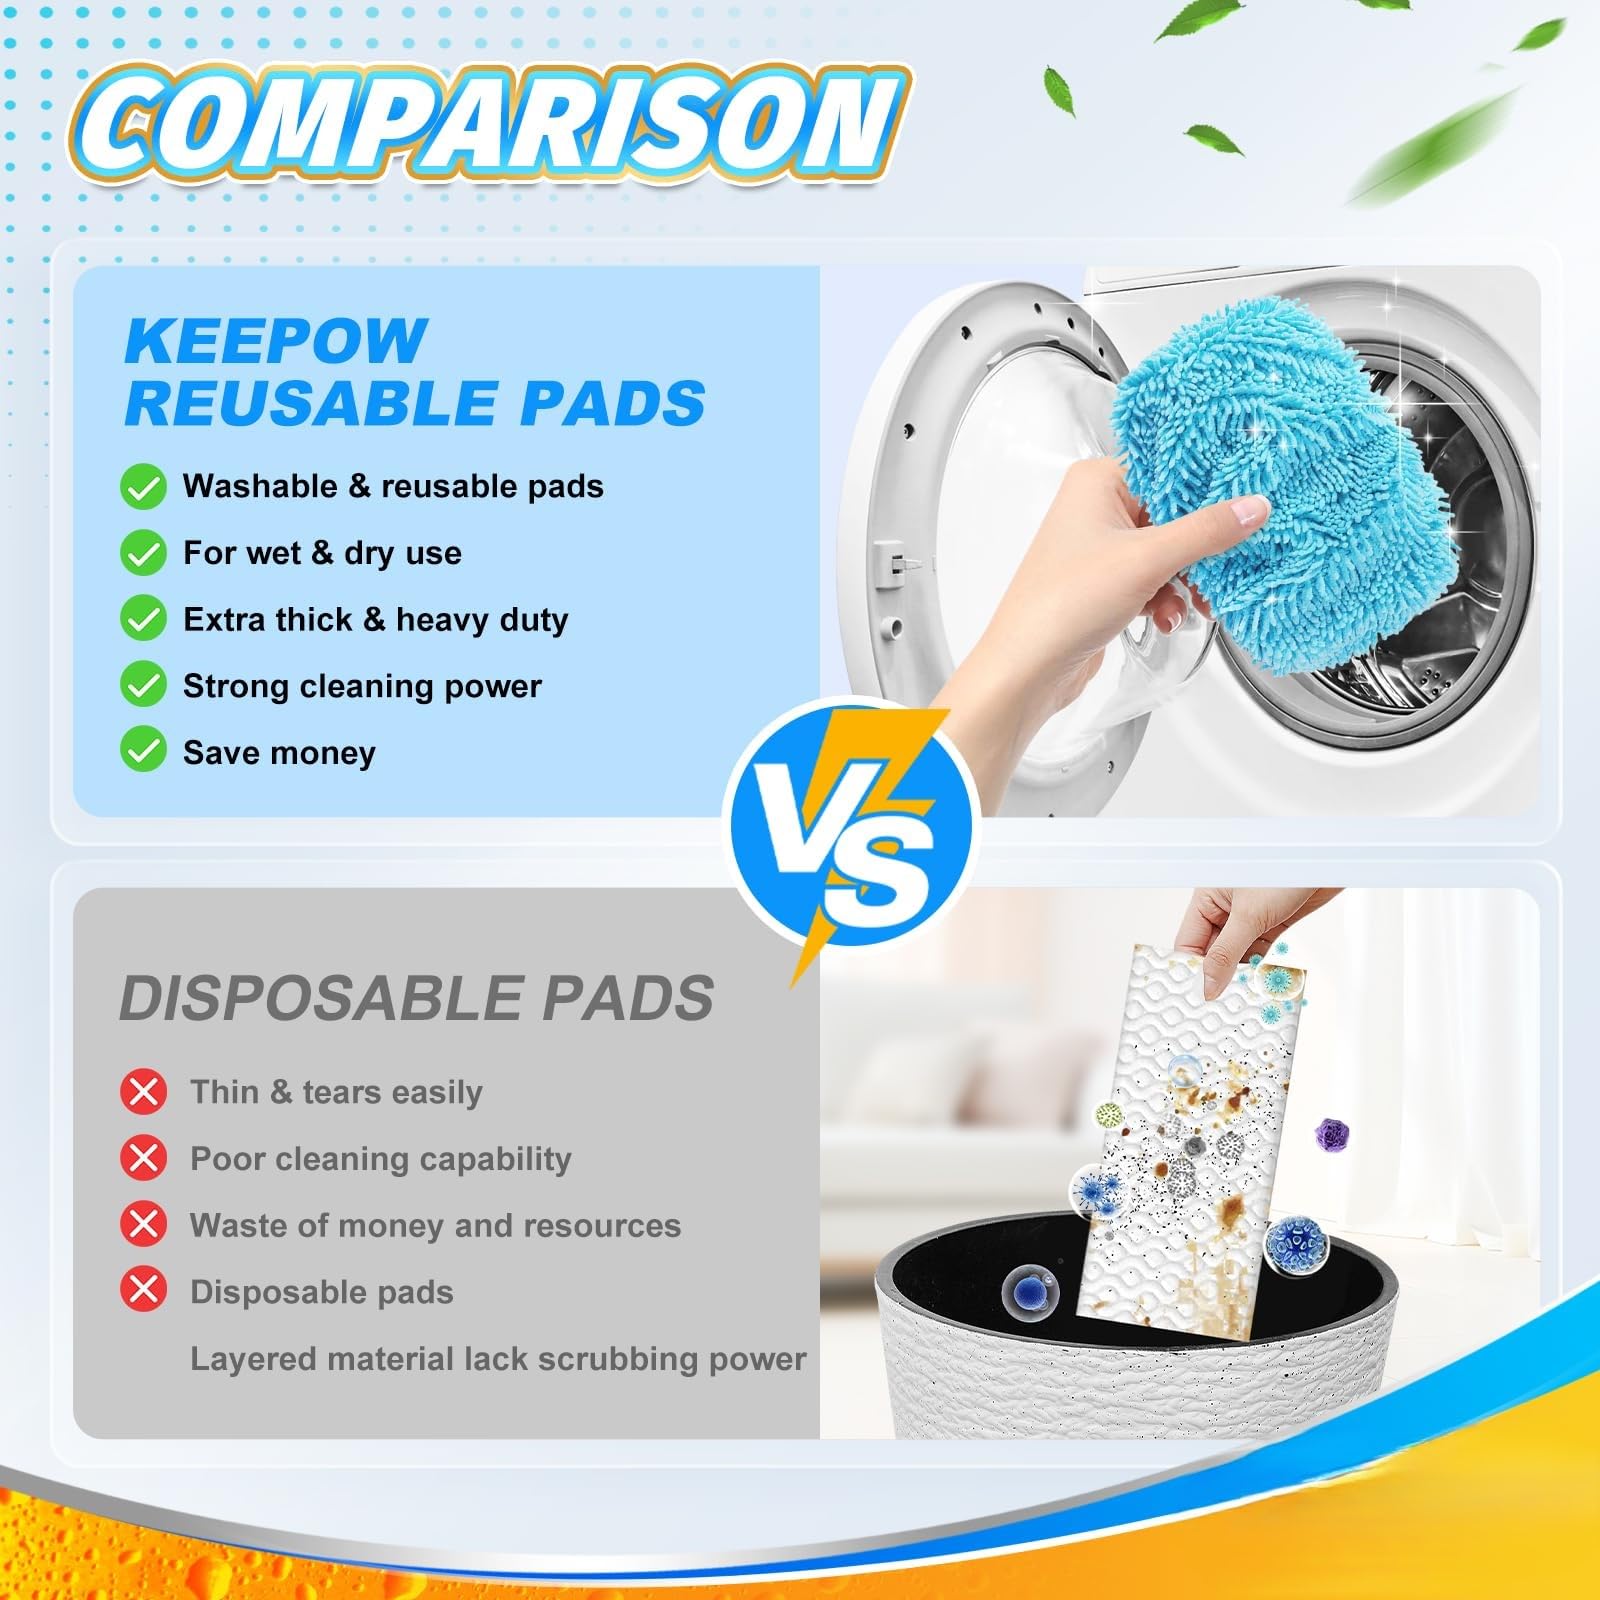 COMPARISON
KEEPOW
REUSABLE PADS
Washable & reusable pads
For wet & dry use
Extra thick & heavy duty
Strong cleaning power
Save money
VS
DISPOSABLE PADS
Thin & tears easily
Poor cleaning capability
Waste of money and resources
Disposable pads
Layered material lack scrubbing power